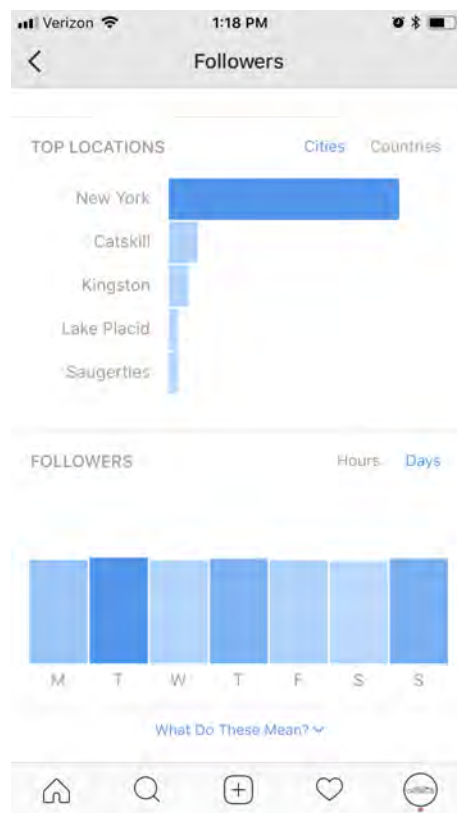 Verizon 1:18 PM
Followers
TOP LOCATIONS Cities Countries
New York
Catskill
Kingston
Lake Placid
Saugerties
FOLLOWERS Hours Days
M T W T F S S
What Do These Mean?